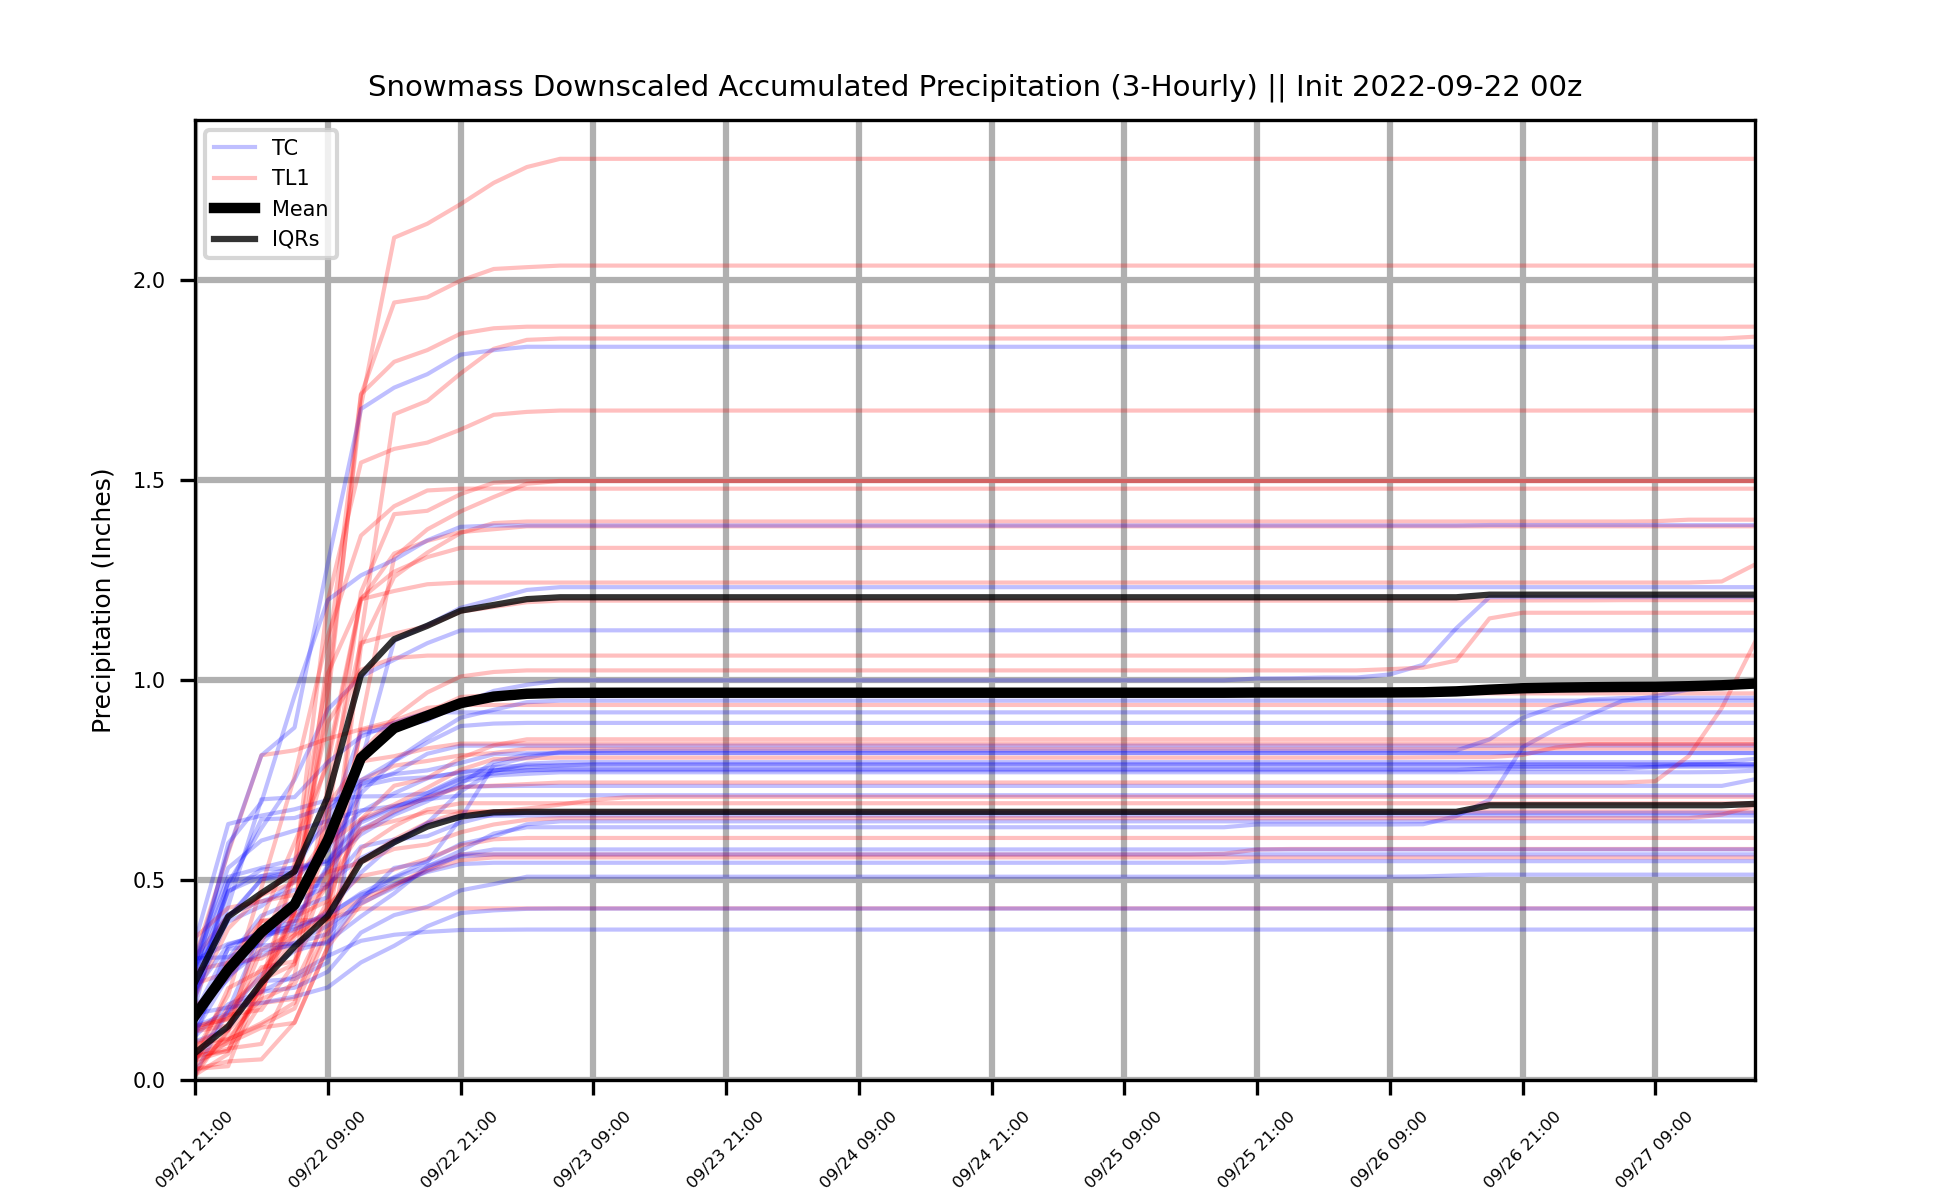 Snowmass Downscaled Accumulated Precipitation (3-Hourly) || Init 2022-09-22 00z
TC
TL1
Mean
IQRs
Precipitation (Inches)
2.0
1.5
1.0
0.5
0.0
09/21 21:00
09/22 09:00
09/22 21:00
09/23 09:00
09/23 21:00
09/24 09:00
09/24 21:00
09/25 09:00
09/25 21:00
09/26 09:00
09/26 21:00
09/27 09:00